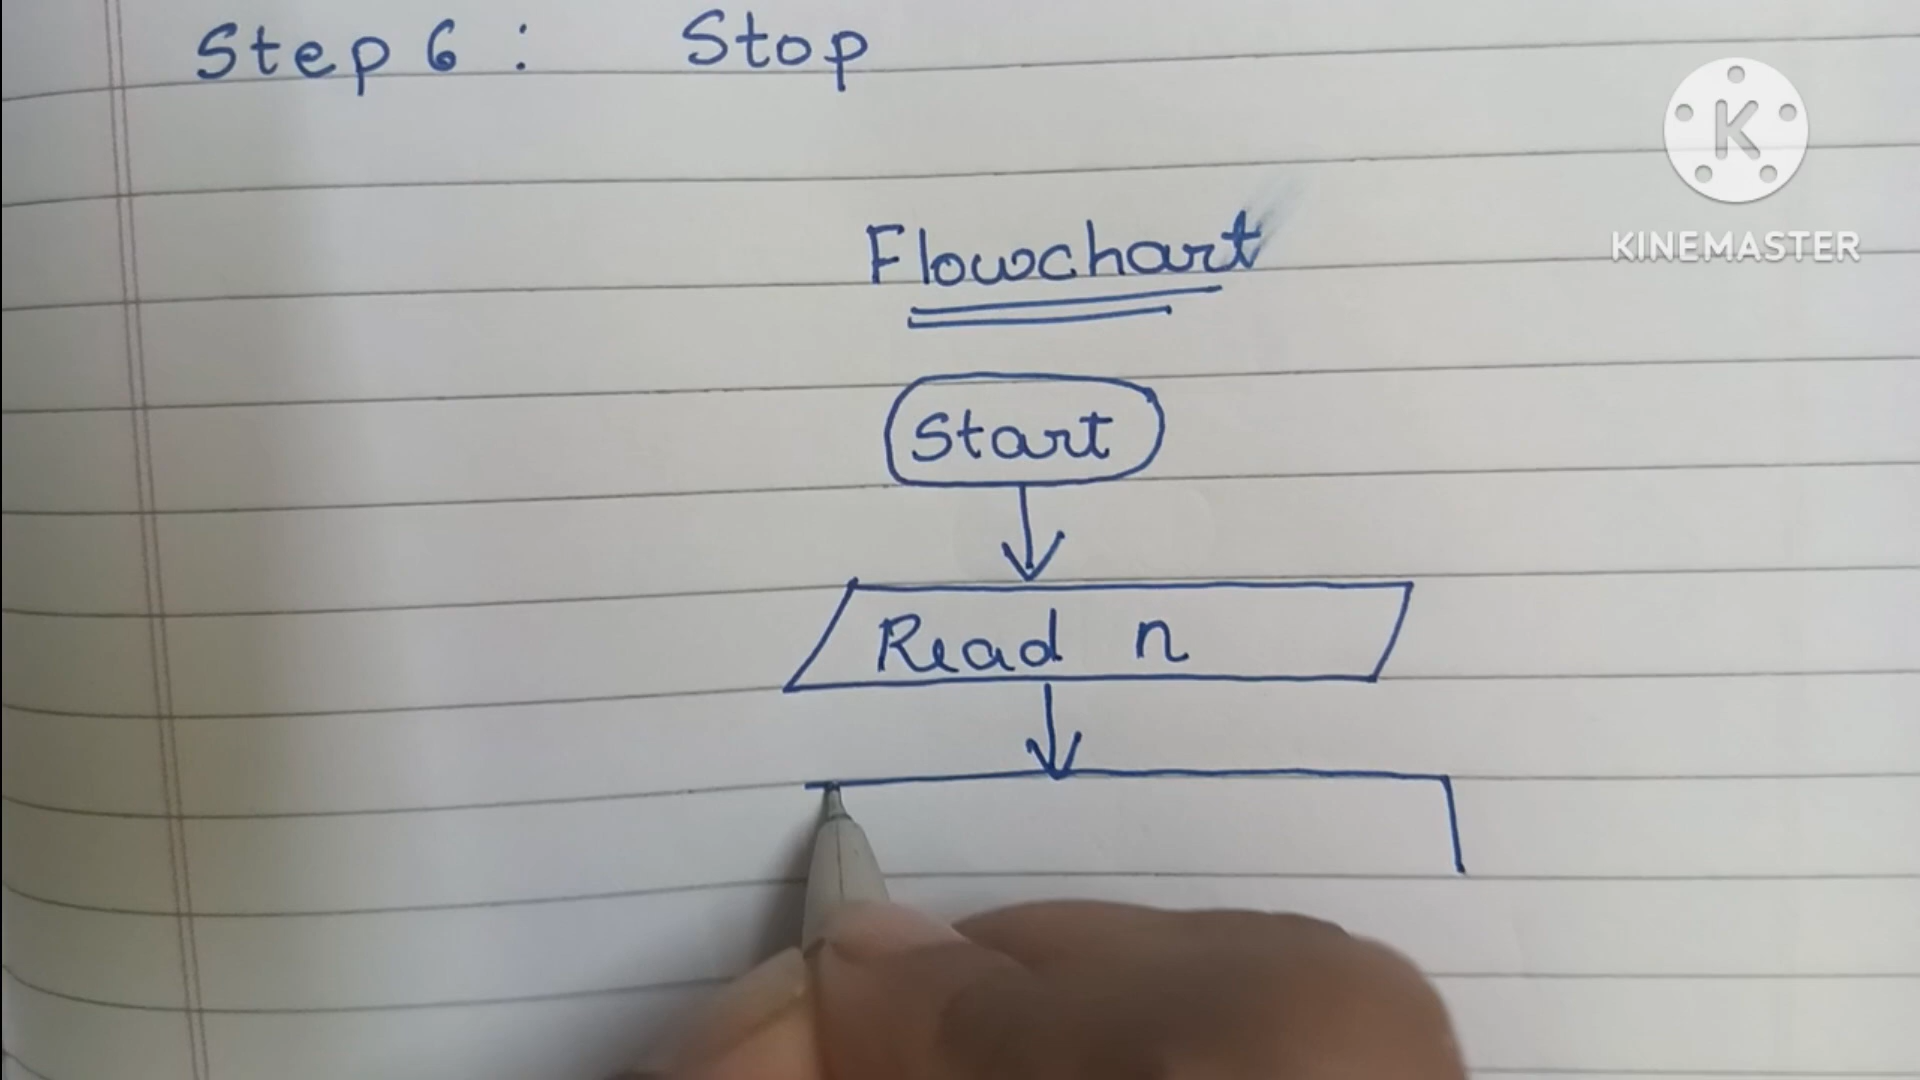 Step 6 : Stop
K
KINEMASTER
Flowchart
Start
Read n